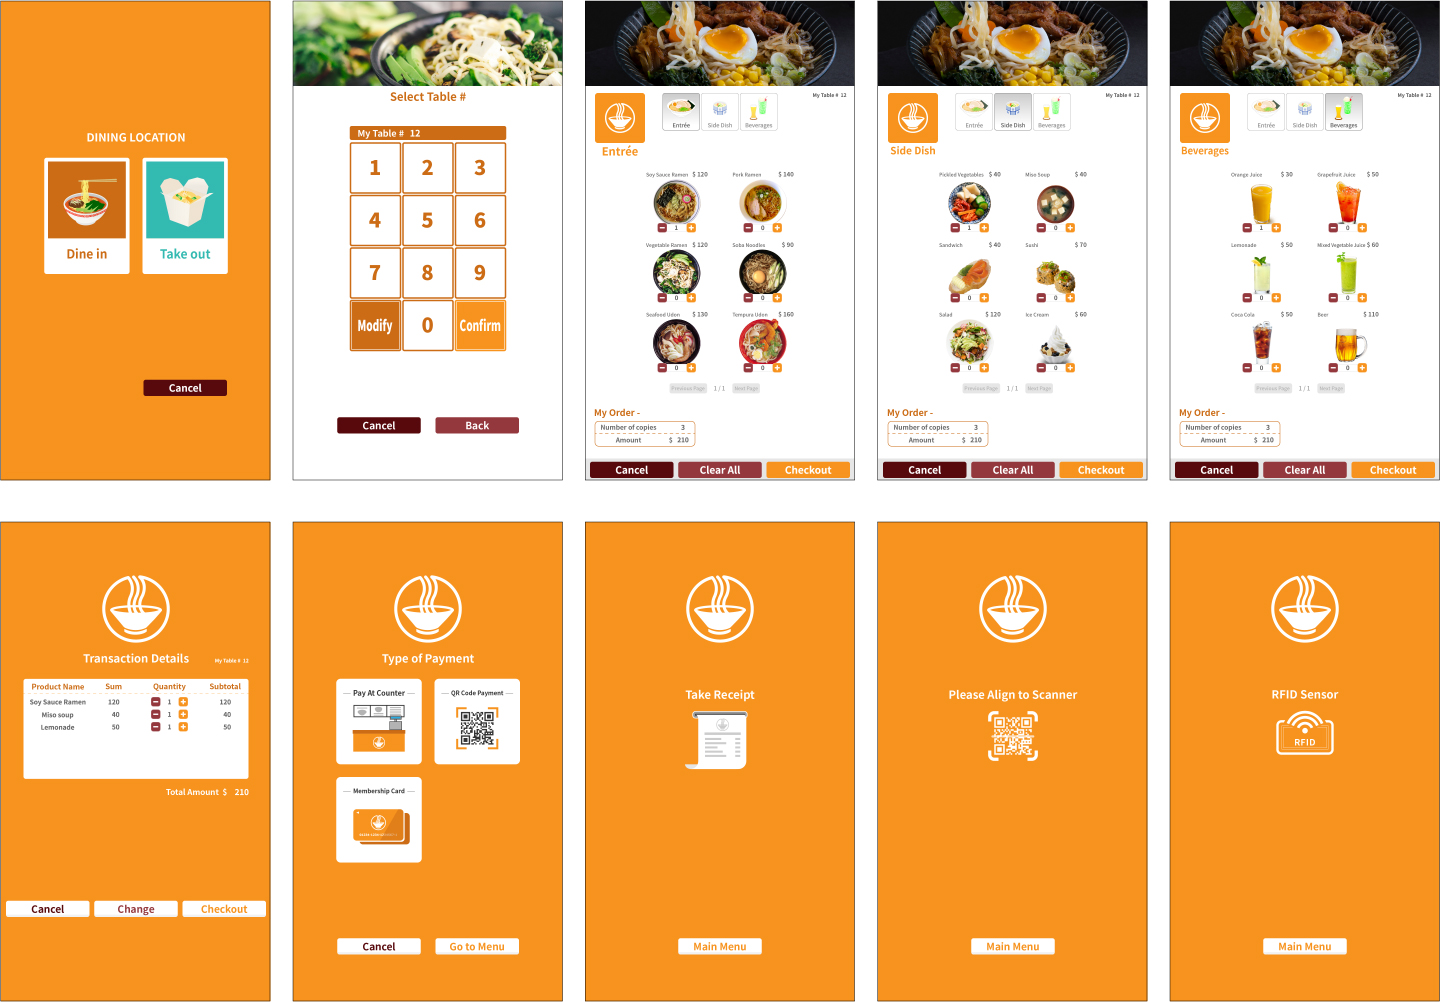 DINING LOCATION
Dine in
Take out
Cancel
Select Table #
My Table # 12
1 2 3
4 5 6
7 8 9
Modify 0 Confirm
Cancel Back
My Table # 12
Entrée Side Dish Beverages
Entrée
Soy Sauce Ramen $ 120 Pork Ramen $ 140
1 0
Vegetable Ramen $ 120 Soba Noodles $ 90
0 0
Seafood Udon $ 130 Tempura Udon $ 160
0 0
Previous Page 1 / 1 Next Page
My Order -
Number of copies 3
Amount $ 210
Cancel Clear All Checkout
My Table # 12
Entrée Side Dish Beverages
Side Dish
Pickled Vegetables $ 40 Miso Soup $ 40
1 0
Sandwich $ 40 Sushi $ 70
0 0
Salad $ 120 Ice Cream $ 60
0 0
Previous Page 1 / 1 Next Page
My Order -
Number of copies 3
Amount $ 210
Cancel Clear All Checkout
My Table # 12
Entrée Side Dish Beverages
Beverages
Orange Juice $ 30 Grapefruit Juice $ 50
1 0
Lemonade $ 50 Mixed Vegetable Juice $ 60
0 0
Coca Cola $ 50 Beer $ 110
0 0
Previous Page 1 / 1 Next Page
My Order -
Number of copies 3
Amount $ 210
Cancel Clear All Checkout
Transaction Details
My Table # 12
Product Name Sum Quantity Subtotal
Soy Sauce Ramen 120 1 120
Miso soup 40 1 40
Lemonade 50 1 50
Total Amount $ 210
Cancel Change Checkout
Type of Payment
Pay At Counter
QR Code Payment
Membership Card
Cancel Go to Menu
Take Receipt
Main Menu
Please Align to Scanner
Main Menu
RFID Sensor
RFID
Main Menu